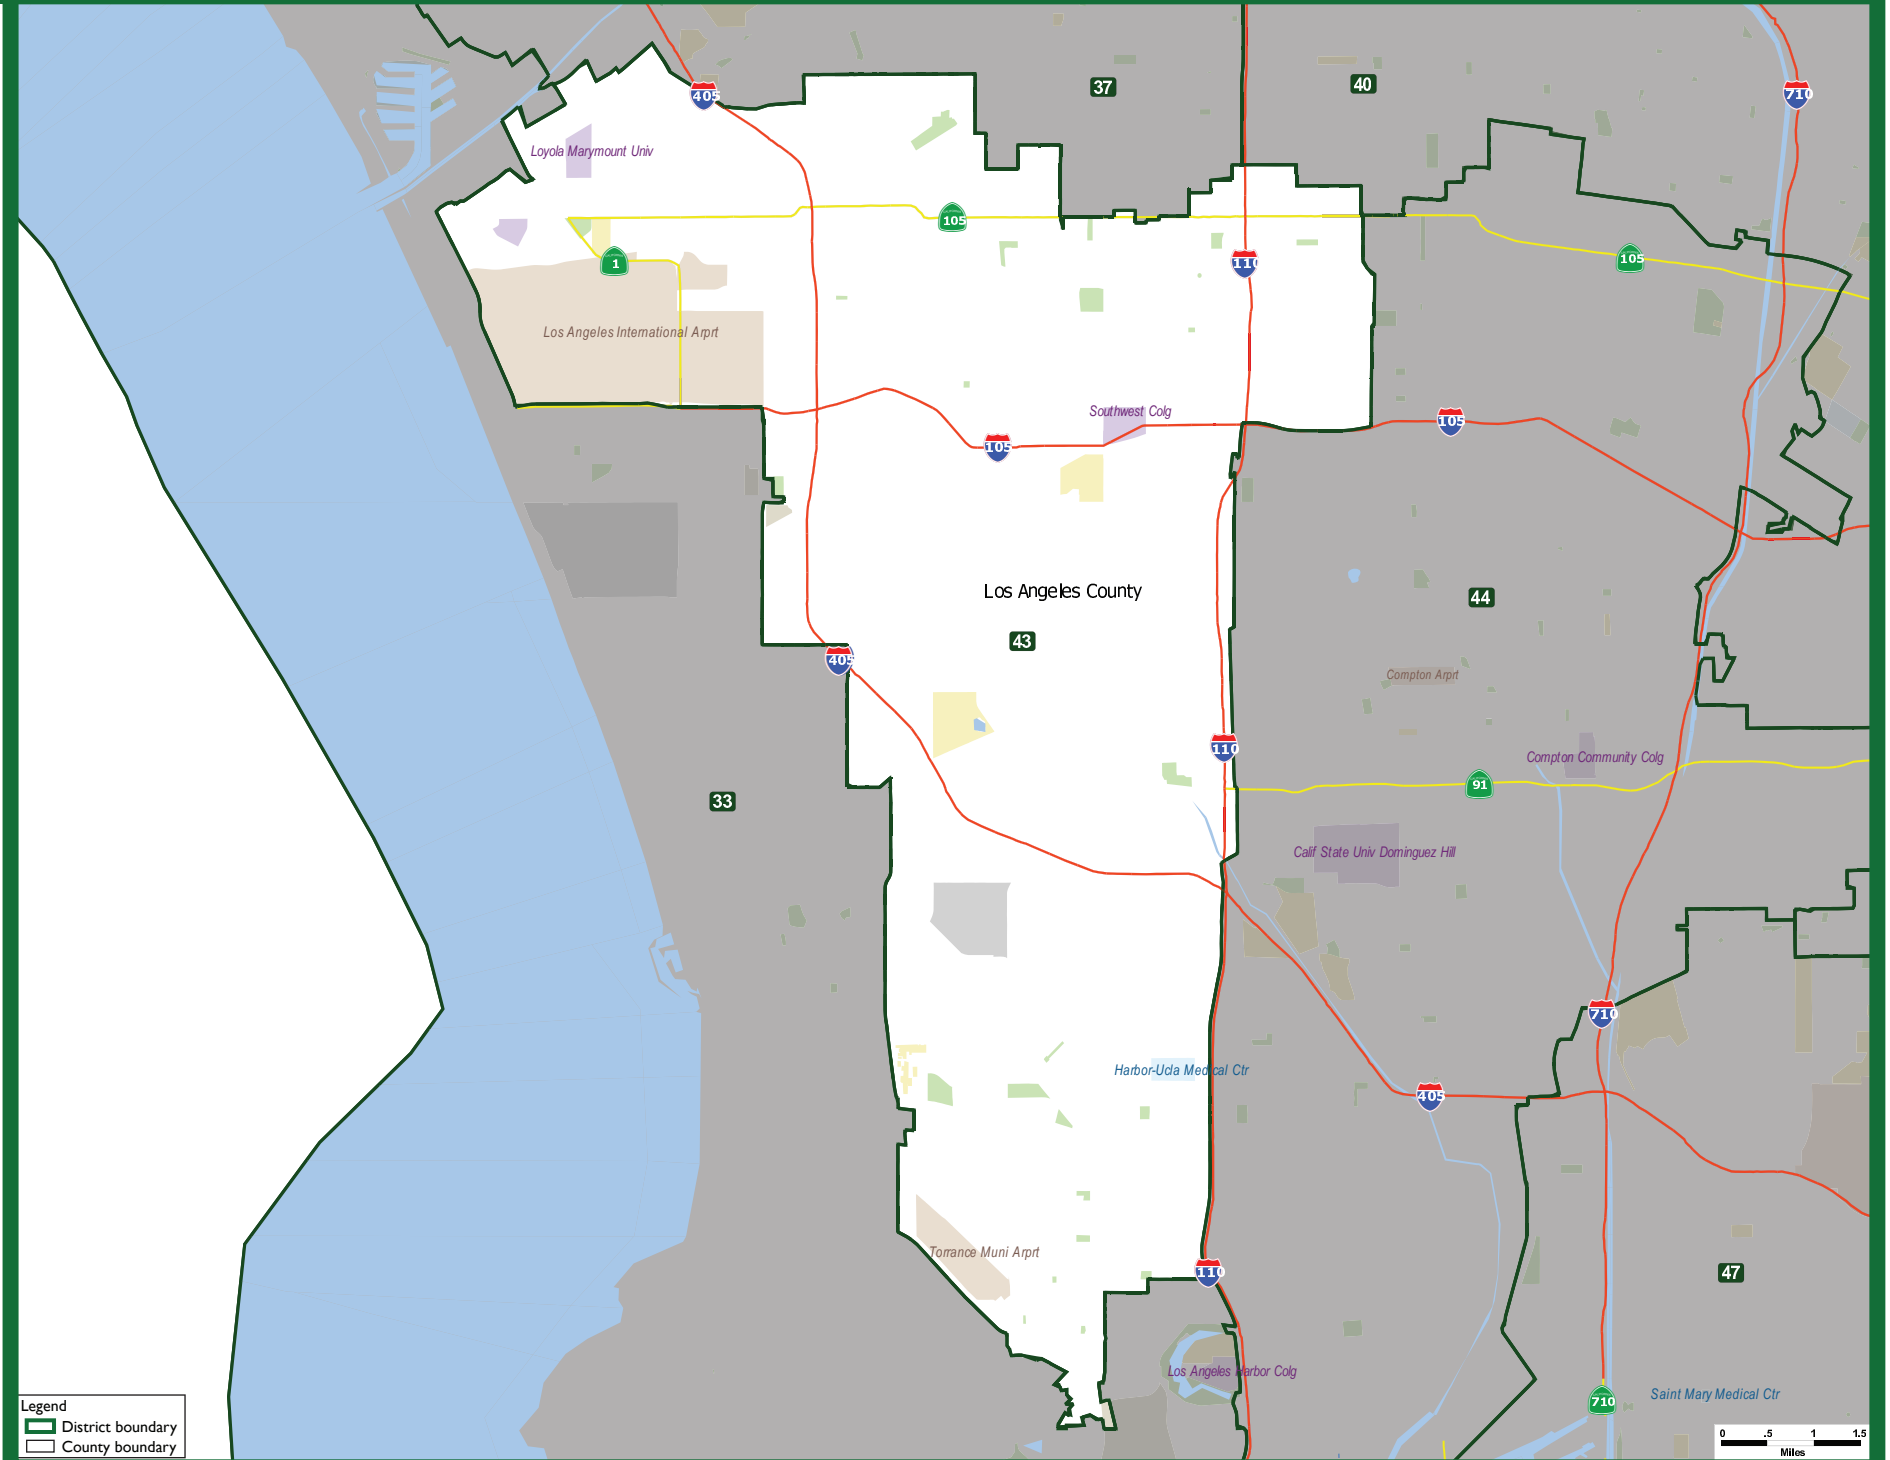 405
37
40
710
Loyola Marymount Univ
105
1
110
105
Los Angeles International Arprt
Southwest Colg
105
105
Los Angeles County
44
43
405
Compton Arprt
110
Compton Community Colg
91
33
Calif State Univ Dominguez Hill
710
Harbor-Ucla Medical Ctr
405
Torrance Muni Arprt
110
47
Los Angeles Harbor Colg
710
Saint Mary Medical Ctr
Legend
District boundary
County boundary
0 .5 1 1.5
Miles